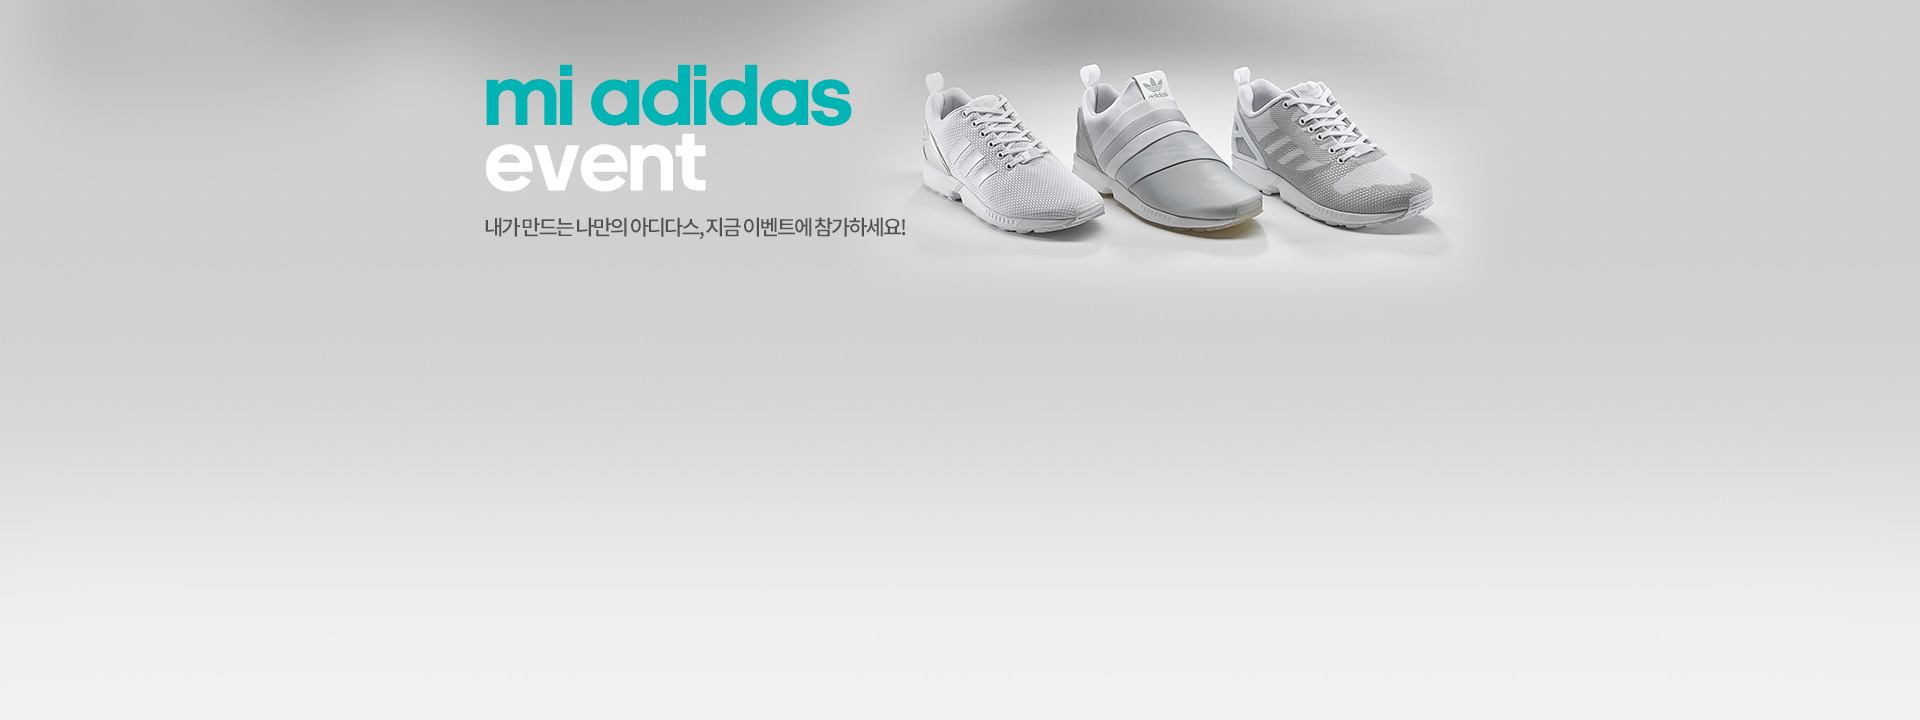 mi adidas
event
내가 만드는 나만의 아디다스, 지금 이벤트에 참가하세요!
adidas